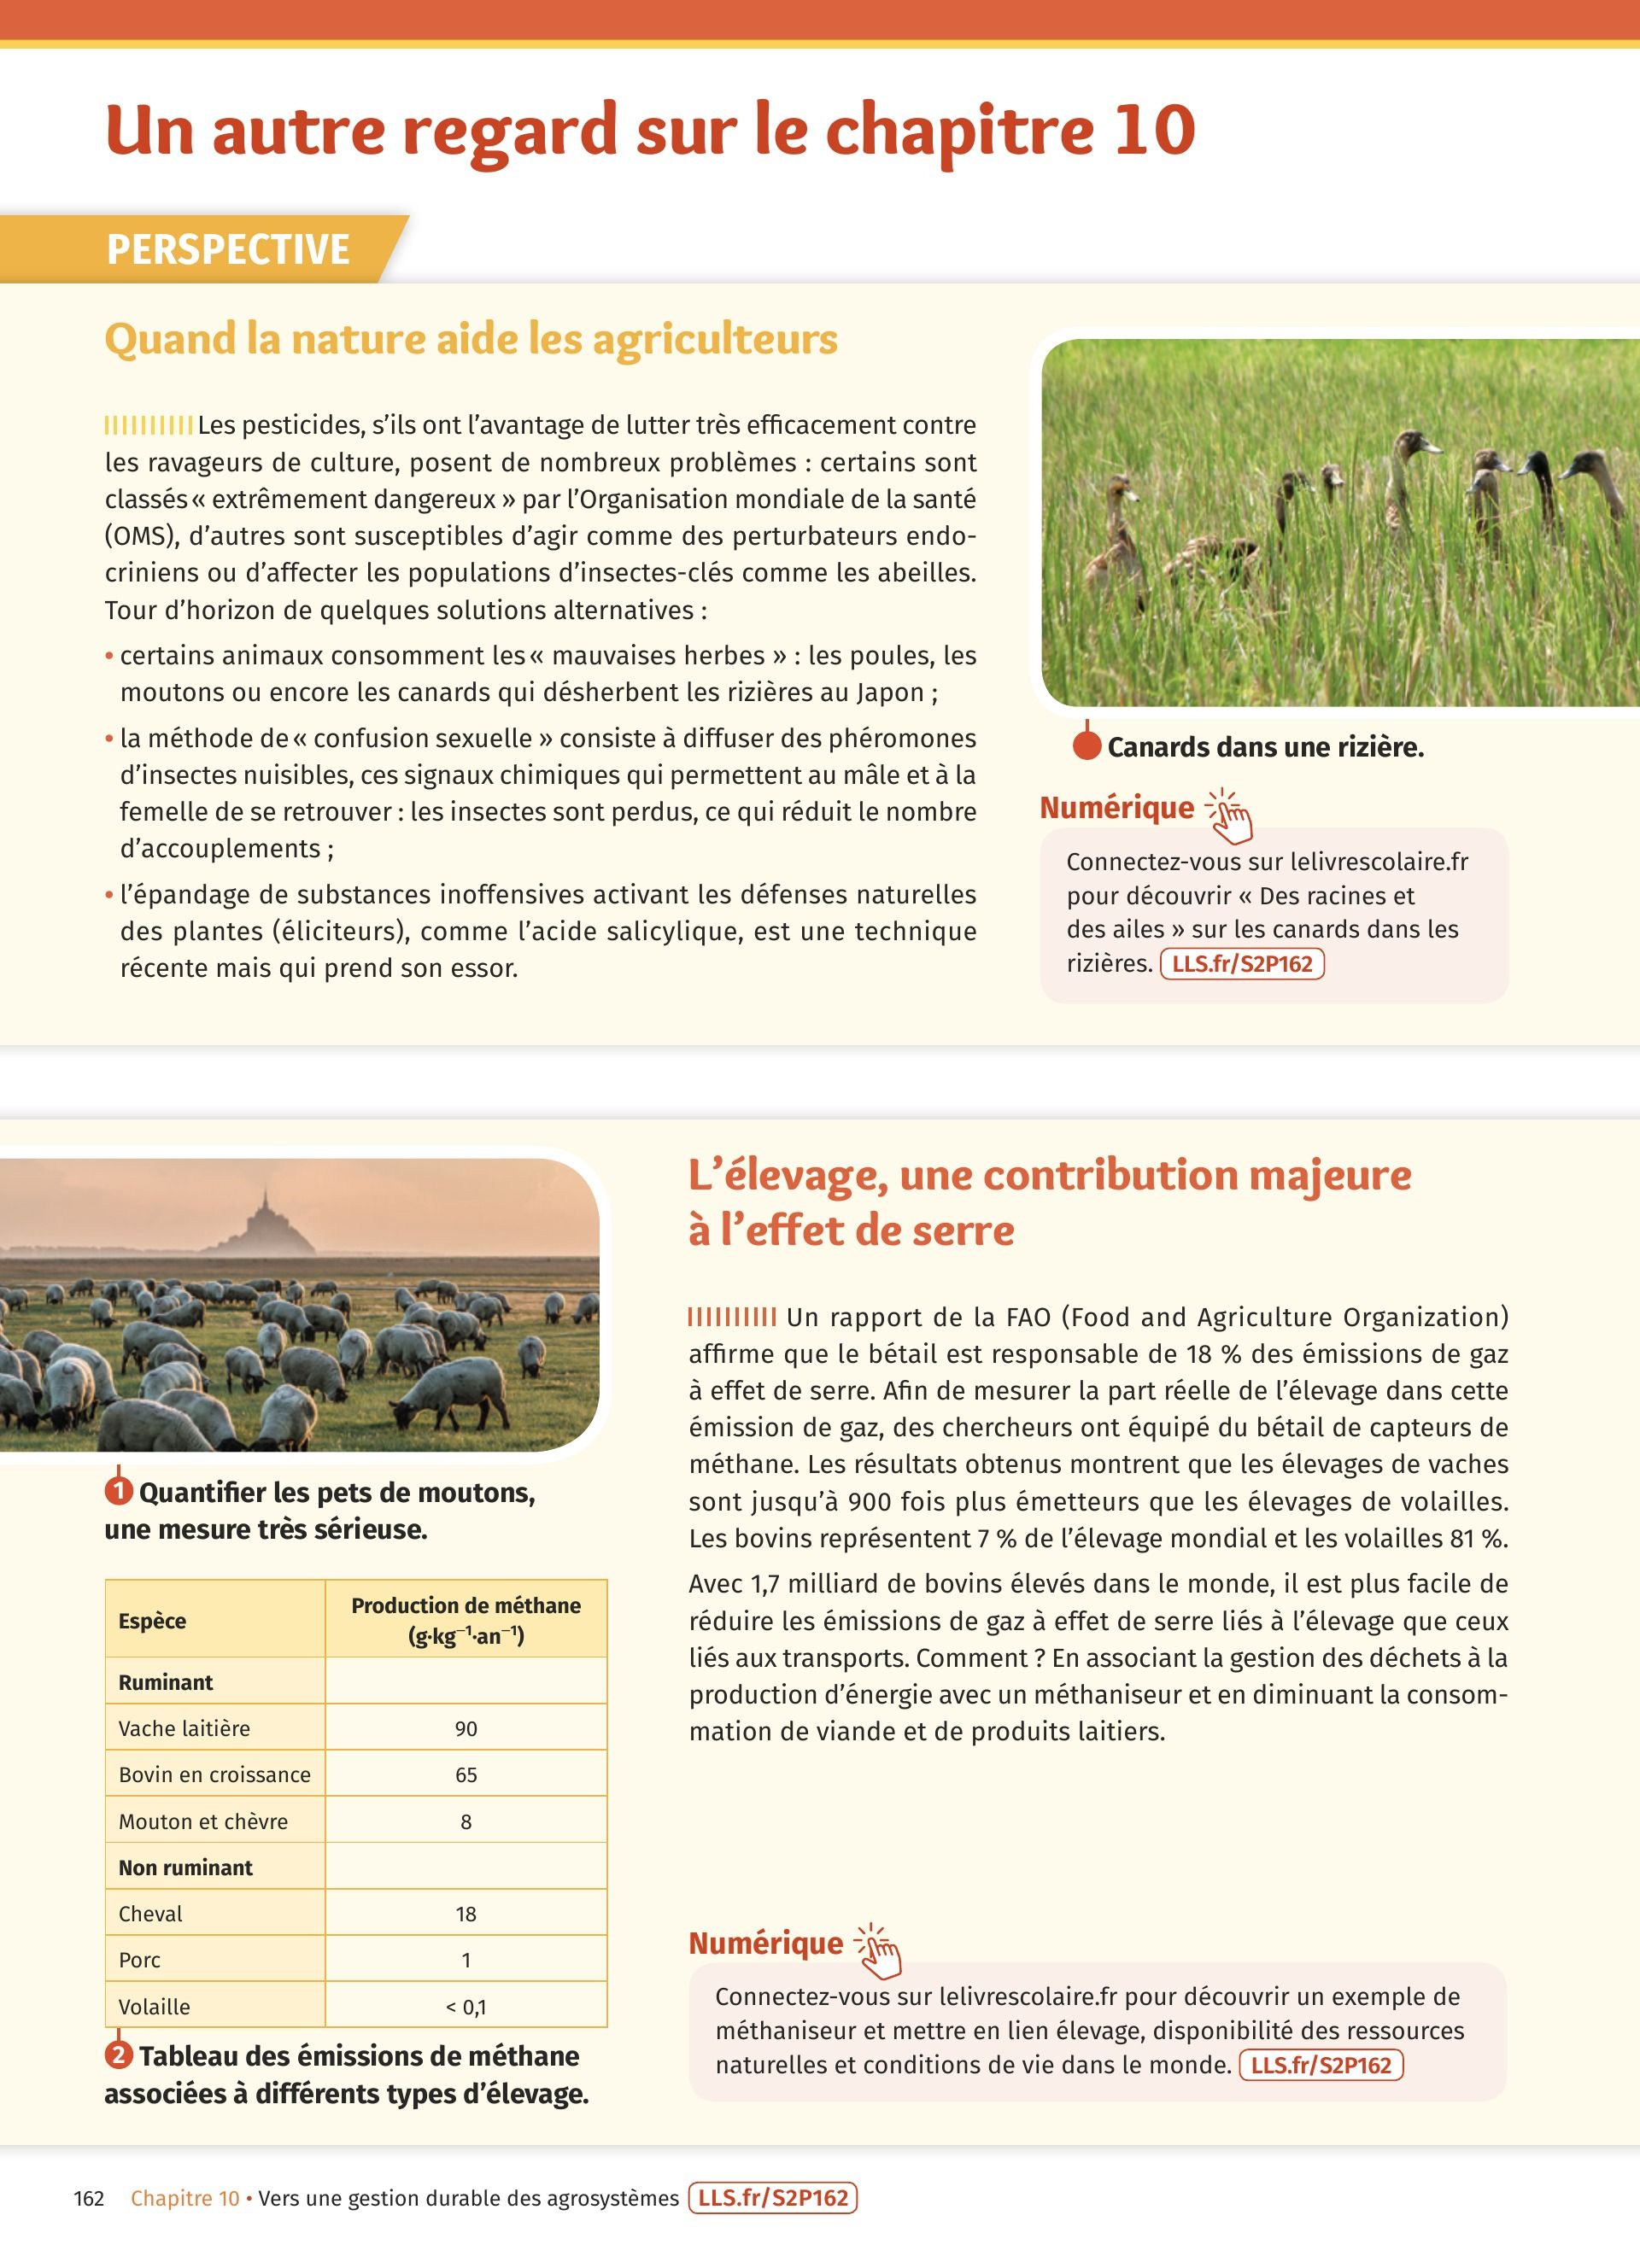 Un autre regard sur le chapitre 10
PERSPECTIVE
Quand la nature aide les agriculteurs
Les pesticides, s’ils ont l’avantage de lutter très efficacement contre
les ravageurs de culture, posent de nombreux problèmes : certains sont
classés « extrêmement dangereux » par l’Organisation mondiale de la santé
(OMS), d’autres sont susceptibles d’agir comme des perturbateurs endo-
criniens ou d’affecter les populations d’insectes-clés comme les abeilles.
Tour d’horizon de quelques solutions alternatives :
• certains animaux consomment les « mauvaises herbes » : les poules, les
moutons ou encore les canards qui désherbent les rizières au Japon ;
• la méthode de « confusion sexuelle » consiste à diffuser des phéromones
d’insectes nuisibles, ces signaux chimiques qui permettent au mâle et à la
femelle de se retrouver : les insectes sont perdus, ce qui réduit le nombre
d’accouplements ;
• l’épandage de substances inoffensives activant les défenses naturelles
des plantes (éliciteurs), comme l’acide salicylique, est une technique
récente mais qui prend son essor.
Canards dans une rizière.
Numérique
Connectez-vous sur lelivrescolaire.fr
pour découvrir « Des racines et
des ailes » sur les canards dans les
rizières. LLS.fr/S2P162
1 Quantifier les pets de moutons,
une mesure très sérieuse.
Espèce Production de méthane
(g·kg⁻¹·an⁻¹)
Ruminant
Vache laitière 90
Bovin en croissance 65
Mouton et chèvre 8
Non ruminant
Cheval 18
Porc 1
Volaille < 0,1
2 Tableau des émissions de méthane
associées à différents types d’élevage.
L’élevage, une contribution majeure
à l’effet de serre
Un rapport de la FAO (Food and Agriculture Organization)
affirme que le bétail est responsable de 18 % des émissions de gaz
à effet de serre. Afin de mesurer la part réelle de l’élevage dans cette
émission de gaz, des chercheurs ont équipé du bétail de capteurs de
méthane. Les résultats obtenus montrent que les élevages de vaches
sont jusqu’à 900 fois plus émetteurs que les élevages de volailles.
Les bovins représentent 7 % de l’élevage mondial et les volailles 81 %.
Avec 1,7 milliard de bovins élevés dans le monde, il est plus facile de
réduire les émissions de gaz à effet de serre liés à l’élevage que ceux
liés aux transports. Comment ? En associant la gestion des déchets à la
production d’énergie avec un méthaniseur et en diminuant la consom-
mation de viande et de produits laitiers.
Numérique
Connectez-vous sur lelivrescolaire.fr pour découvrir un exemple de
méthaniseur et mettre en lien élevage, disponibilité des ressources
naturelles et conditions de vie dans le monde. LLS.fr/S2P162
162 Chapitre 10 • Vers une gestion durable des agrosystèmes LLS.fr/S2P162